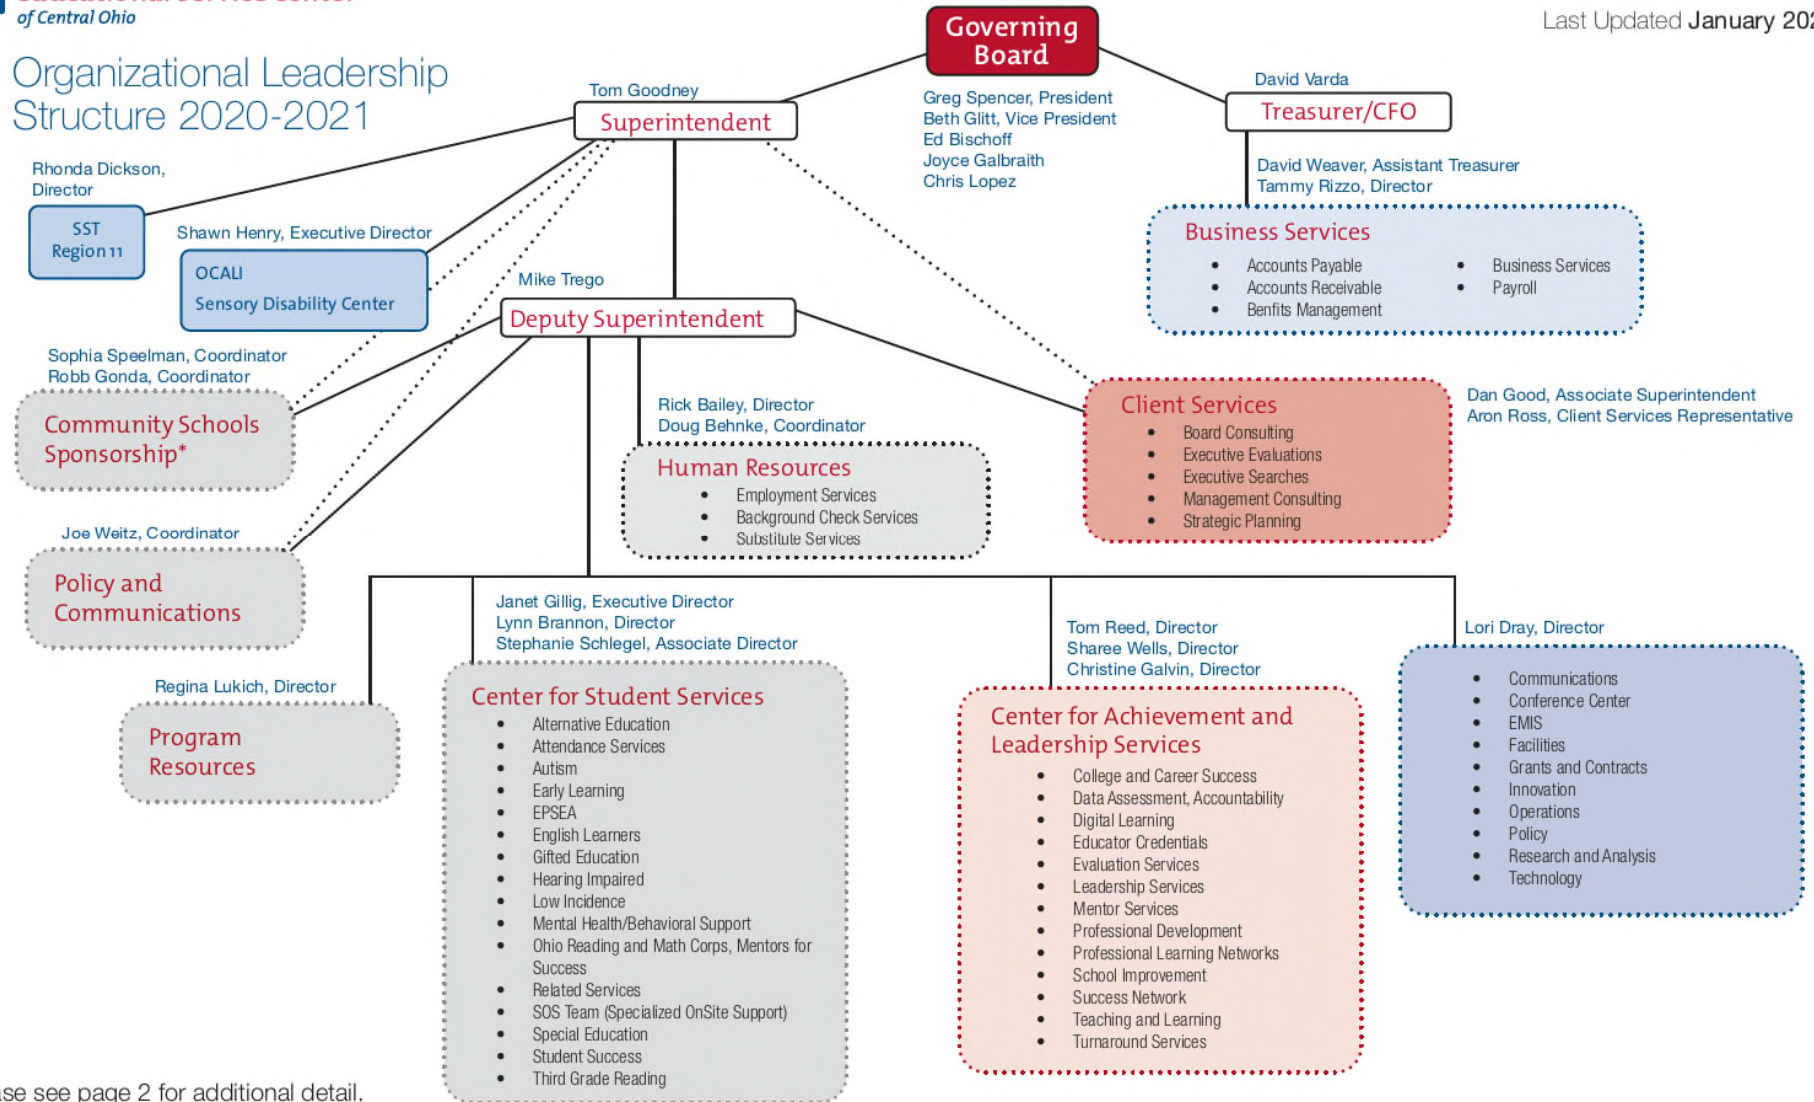 of Central Ohio
Last Updated January 202
Organizational Leadership
Structure 2020-2021
Governing
Board
Greg Spencer, President
Beth Glitt, Vice President
Ed Bischoff
Joyce Galbraith
Chris Lopez
Tom Goodney
Superintendent
David Varda
Treasurer/CFO
David Weaver, Assistant Treasurer
Tammy Rizzo, Director
Business Services
• Accounts Payable
• Accounts Receivable
• Benfits Management
• Business Services
• Payroll
Rhonda Dickson,
Director
SST
Region 11
Shawn Henry, Executive Director
OCALI
Sensory Disability Center
Mike Trego
Deputy Superintendent
Sophia Speelman, Coordinator
Robb Gonda, Coordinator
Community Schools
Sponsorship*
Rick Bailey, Director
Doug Behnke, Coordinator
Human Resources
• Employment Services
• Background Check Services
• Substitute Services
Client Services
• Board Consulting
• Executive Evaluations
• Executive Searches
• Management Consulting
• Strategic Planning
Dan Good, Associate Superintendent
Aron Ross, Client Services Representative
Joe Weitz, Coordinator
Policy and
Communications
Regina Lukich, Director
Program
Resources
Janet Gillig, Executive Director
Lynn Brannon, Director
Stephanie Schlegel, Associate Director
Center for Student Services
• Alternative Education
• Attendance Services
• Autism
• Early Learning
• EPSEA
• English Learners
• Gifted Education
• Hearing Impaired
• Low Incidence
• Mental Health/Behavioral Support
• Ohio Reading and Math Corps, Mentors for
Success
• Related Services
• SOS Team (Specialized OnSite Support)
• Special Education
• Student Success
• Third Grade Reading
Tom Reed, Director
Sharee Wells, Director
Christine Galvin, Director
Center for Achievement and
Leadership Services
• College and Career Success
• Data Assessment, Accountability
• Digital Learning
• Educator Credentials
• Evaluation Services
• Leadership Services
• Mentor Services
• Professional Development
• Professional Learning Networks
• School Improvement
• Success Network
• Teaching and Learning
• Turnaround Services
Lori Dray, Director
• Communications
• Conference Center
• EMIS
• Facilities
• Grants and Contracts
• Innovation
• Operations
• Policy
• Research and Analysis
• Technology
ase see page 2 for additional detail.